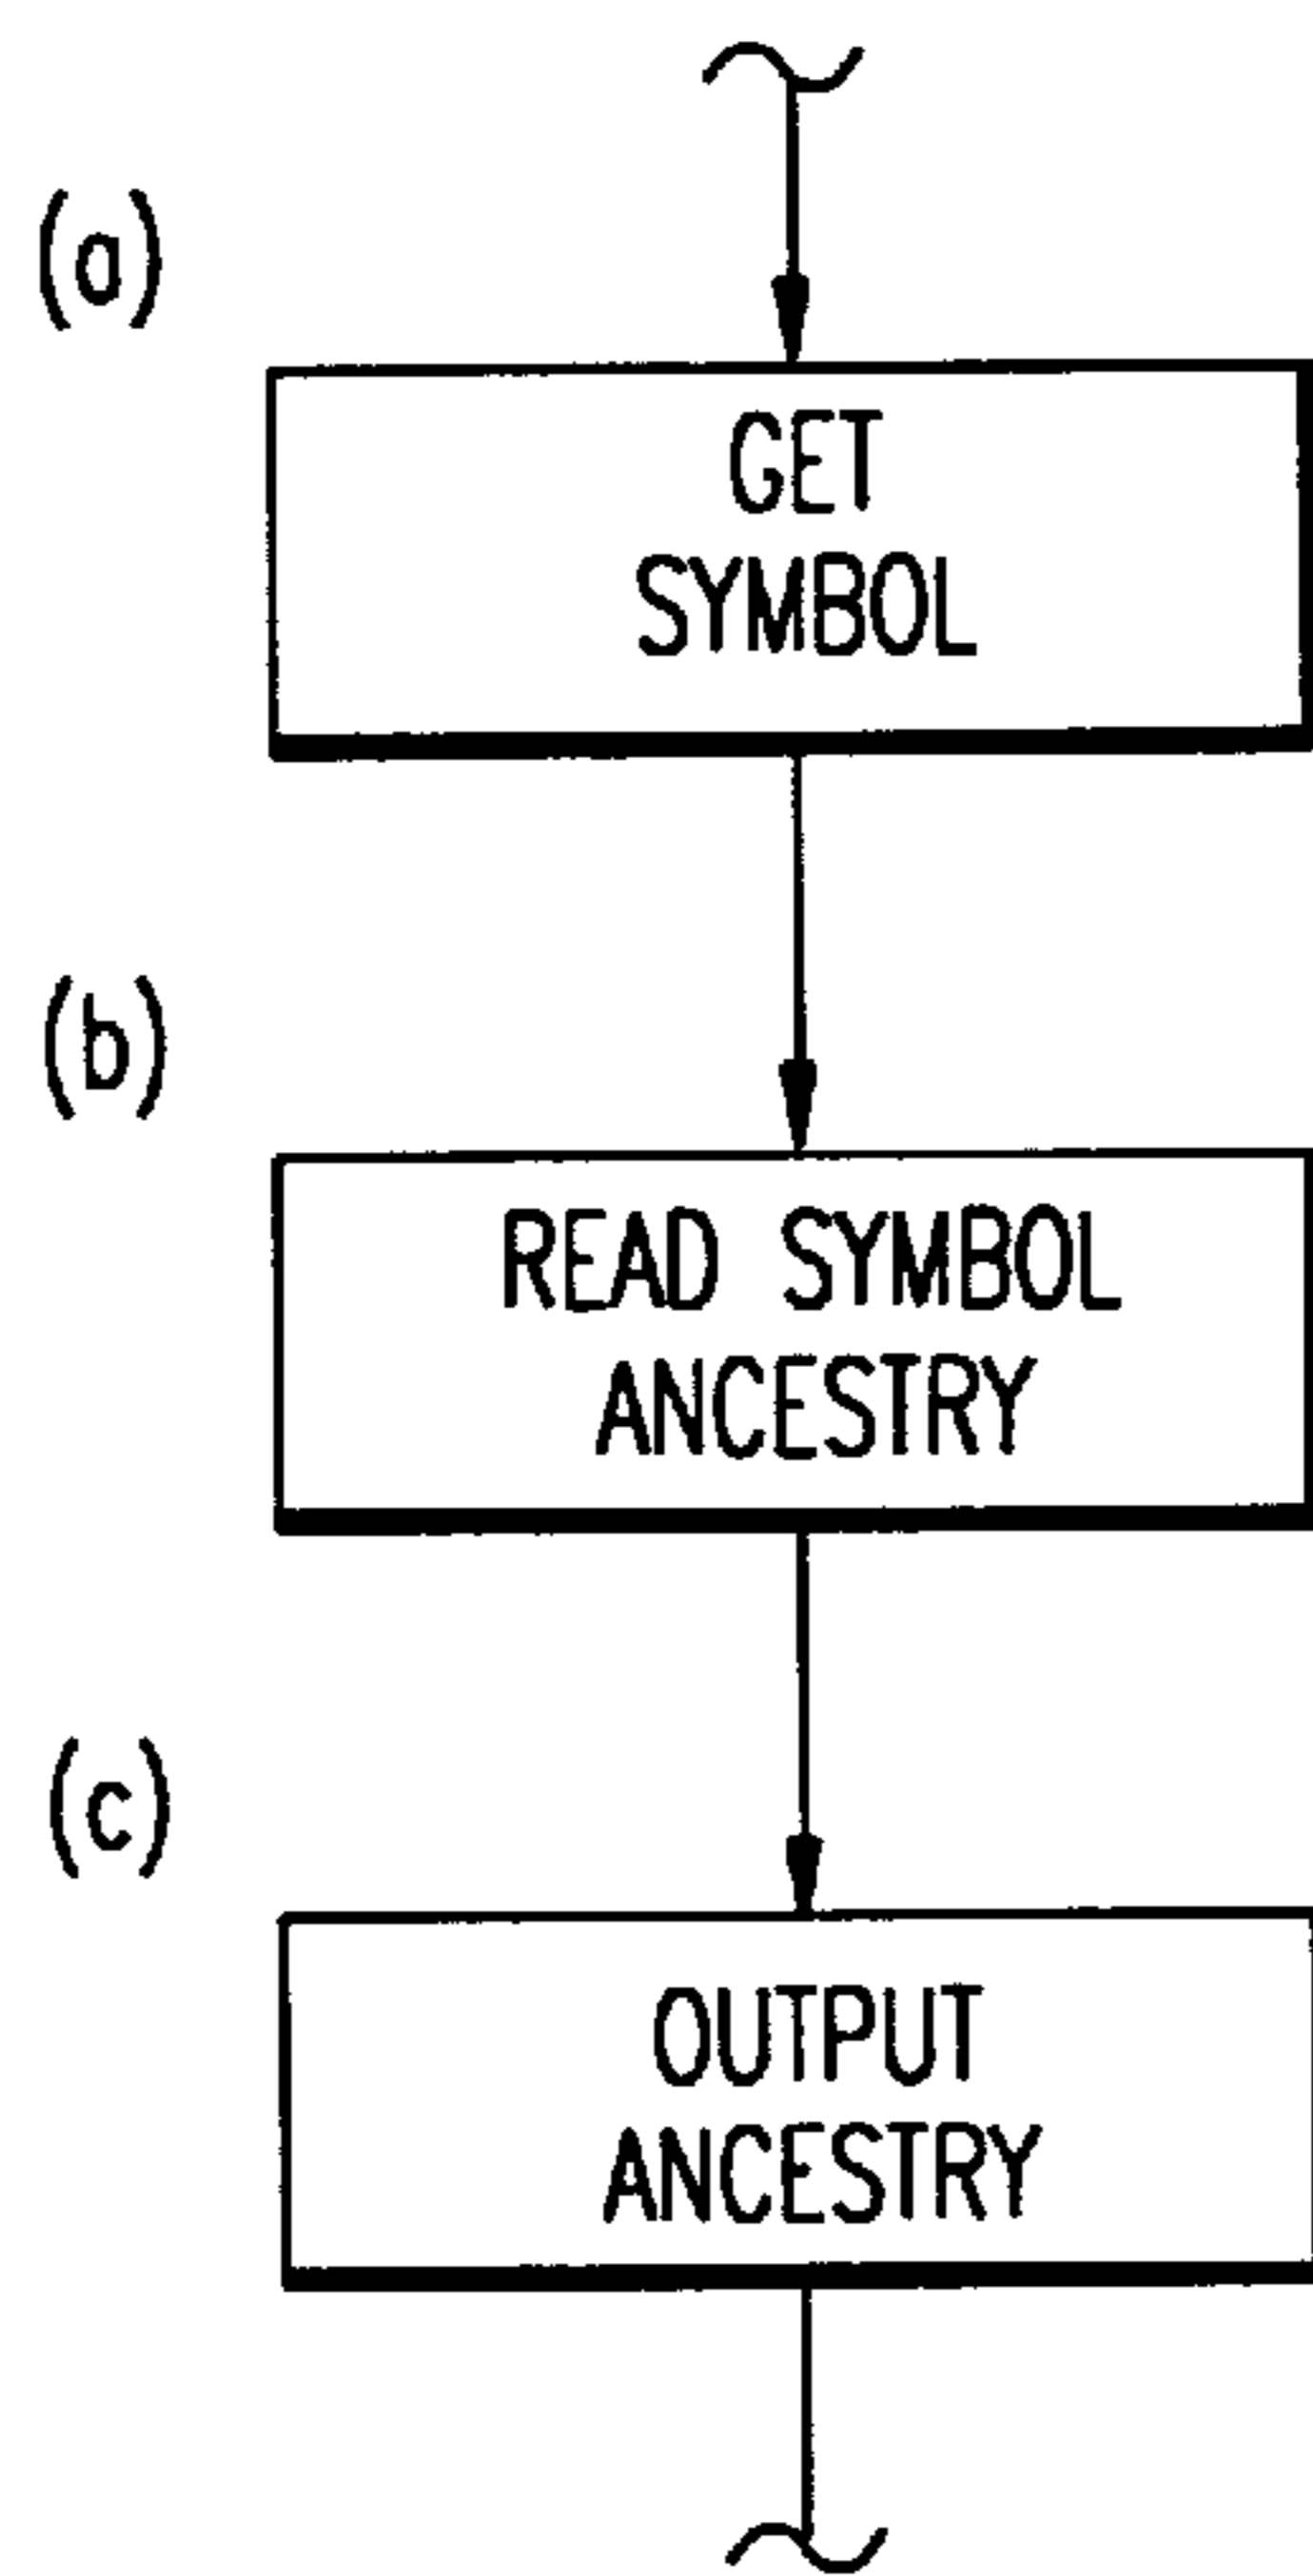 (a)
GET
SYMBOL
(b)
READ SYMBOL
ANCESTRY
(c)
OUTPUT
ANCESTRY